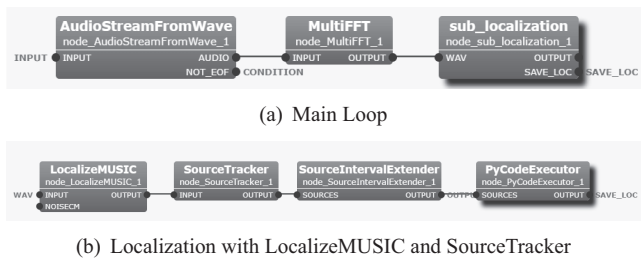 AudioStreamFromWave
node_AudioStreamFromWave_1
INPUT INPUT AUDIO
NOT_EOF CONDITION
MultiFFT
node_MultiFFT_1
INPUT OUTPUT
sub_localization
node_sub_localization_1
WAV OUTPUT
SAVE_LOC SAVE_LOC
(a) Main Loop
LocalizeMUSIC
node_LocalizeMUSIC_1
WAV INPUT OUTPUT
NOISECM
SourceTracker
node_SourceTracker_1
INPUT OUTPUT
SourceIntervalExtender
node_SourceIntervalExtender_1
SOURCES OUTPUT
PyCodeExecutor
node_PyCodeExecutor_1
SOURCES OUTPUT SAVE_LOC
(b) Localization with LocalizeMUSIC and SourceTracker